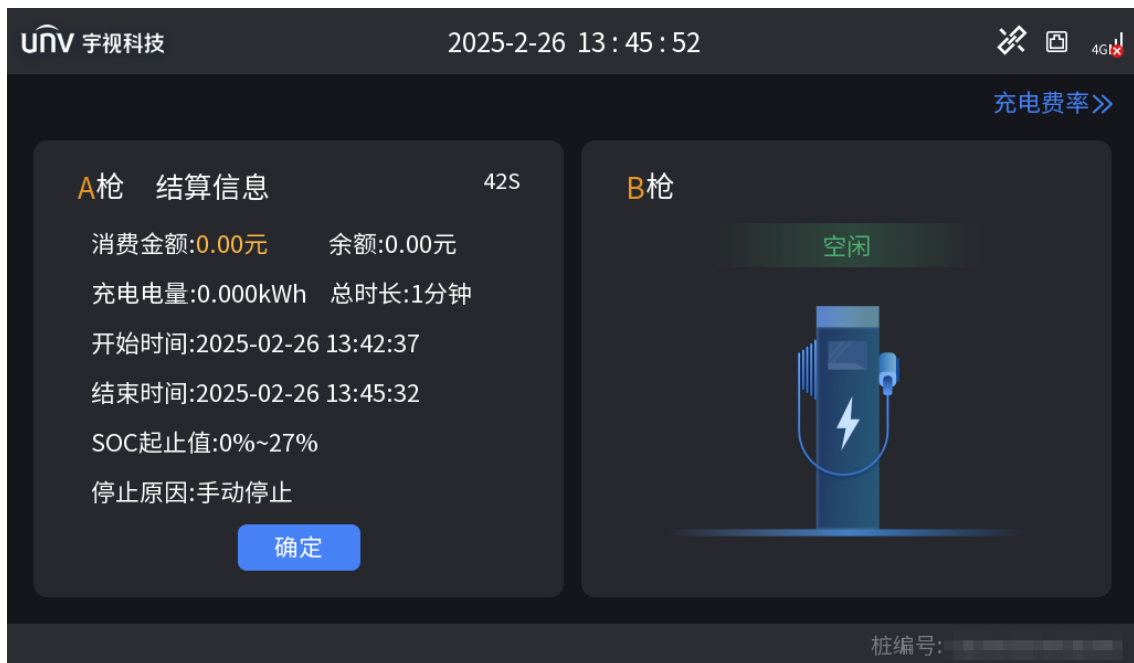 unv 宇视科技
2025-2-26 13:45:52
4G
充电费率
A枪 结算信息 42S
消费金额:0.00元 余额:0.00元
充电电量:0.000kWh 总时长:1分钟
开始时间:2025-02-26 13:42:37
结束时间:2025-02-26 13:45:32
SOC起止值:0%~27%
停止原因:手动停止
确定
B枪
空闲
桩编号: